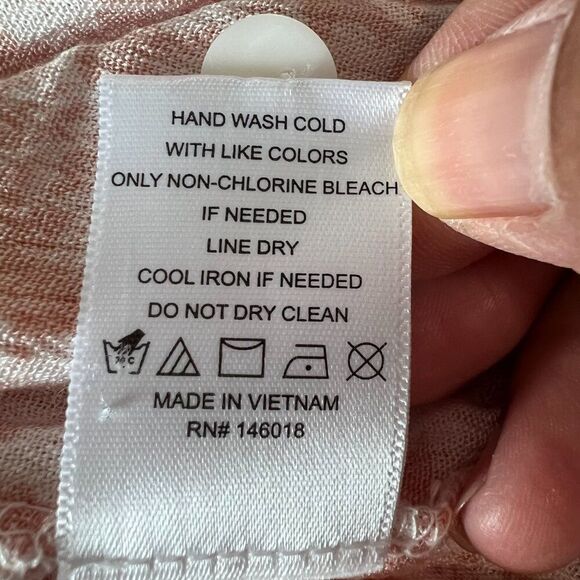 HAND WASH COLD
WITH LIKE COLORS
ONLY NON-CHLORINE BLEACH
IF NEEDED
LINE DRY
COOL IRON IF NEEDED
DO NOT DRY CLEAN
MADE IN VIETNAM
RN# 146018